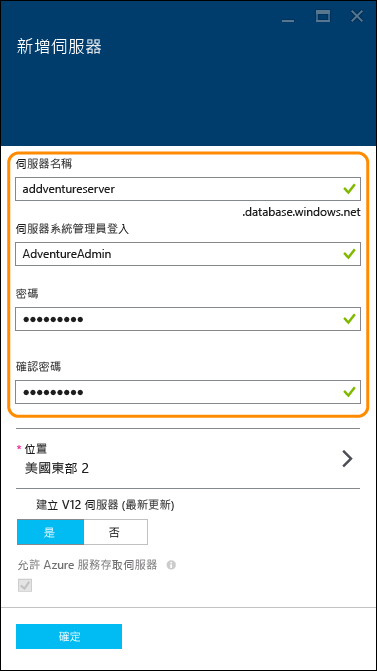 新增伺服器
伺服器名稱
addventureserver
.database.windows.net
伺服器系統管理員登入
AdventureAdmin
密碼
●●●●●●●●●
確認密碼
●●●●●●●●●
* 位置
美國東部 2
建立 V12 伺服器 (最新更新)
是 否
允許 Azure 服務存取伺服器
確定